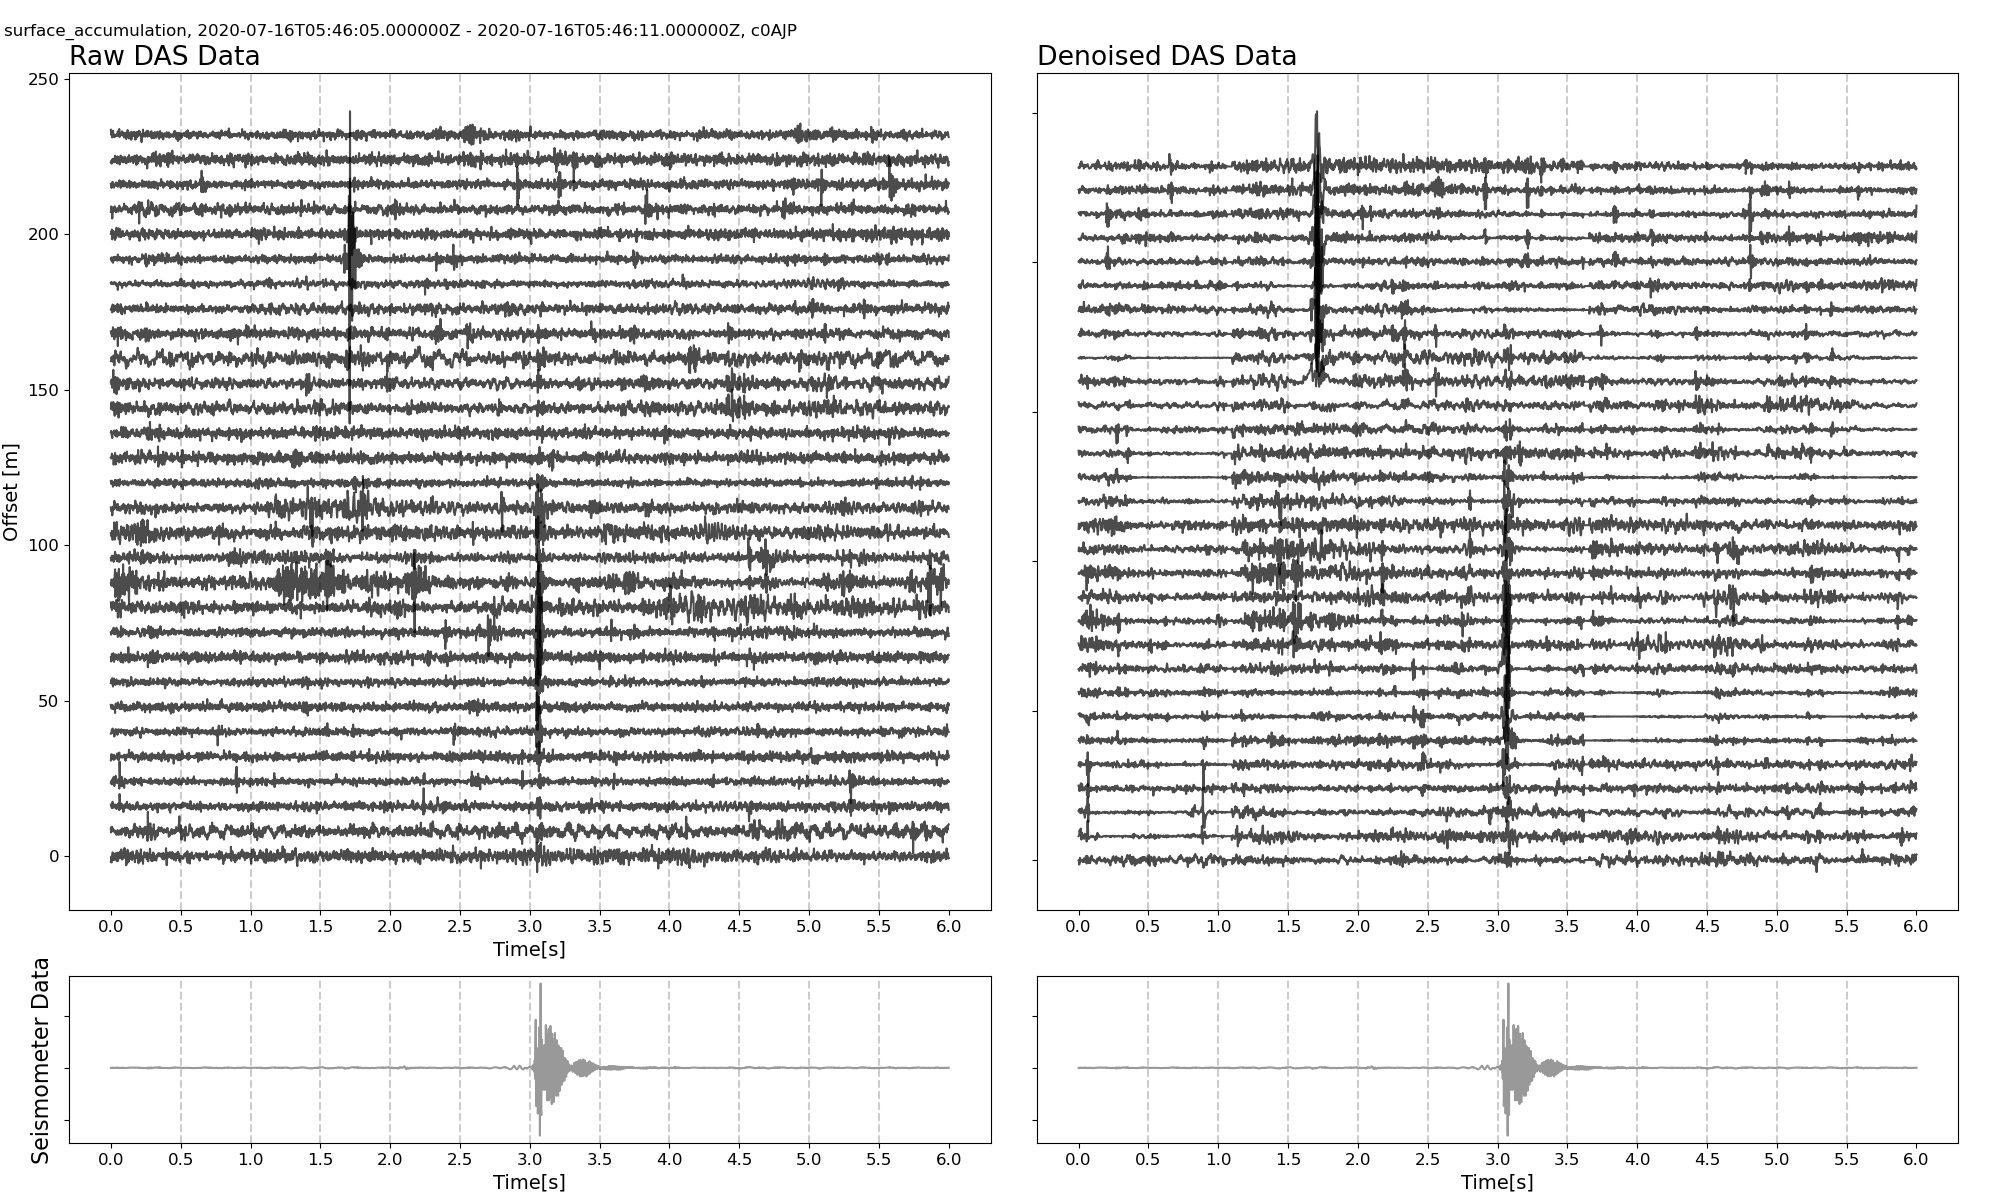 surface_accumulation, 2020-07-16T05:46:05.000000Z - 2020-07-16T05:46:11.000000Z, c0AJP
Raw DAS Data
Denoised DAS Data
Offset [m]
250
200
150
100
50
0
0.0 0.5 1.0 1.5 2.0 2.5 3.0 3.5 4.0 4.5 5.0 5.5 6.0
Time[s]
0.0 0.5 1.0 1.5 2.0 2.5 3.0 3.5 4.0 4.5 5.0 5.5 6.0
Seismometer Data
0.0 0.5 1.0 1.5 2.0 2.5 3.0 3.5 4.0 4.5 5.0 5.5 6.0
Time[s]
0.0 0.5 1.0 1.5 2.0 2.5 3.0 3.5 4.0 4.5 5.0 5.5 6.0
Time[s]